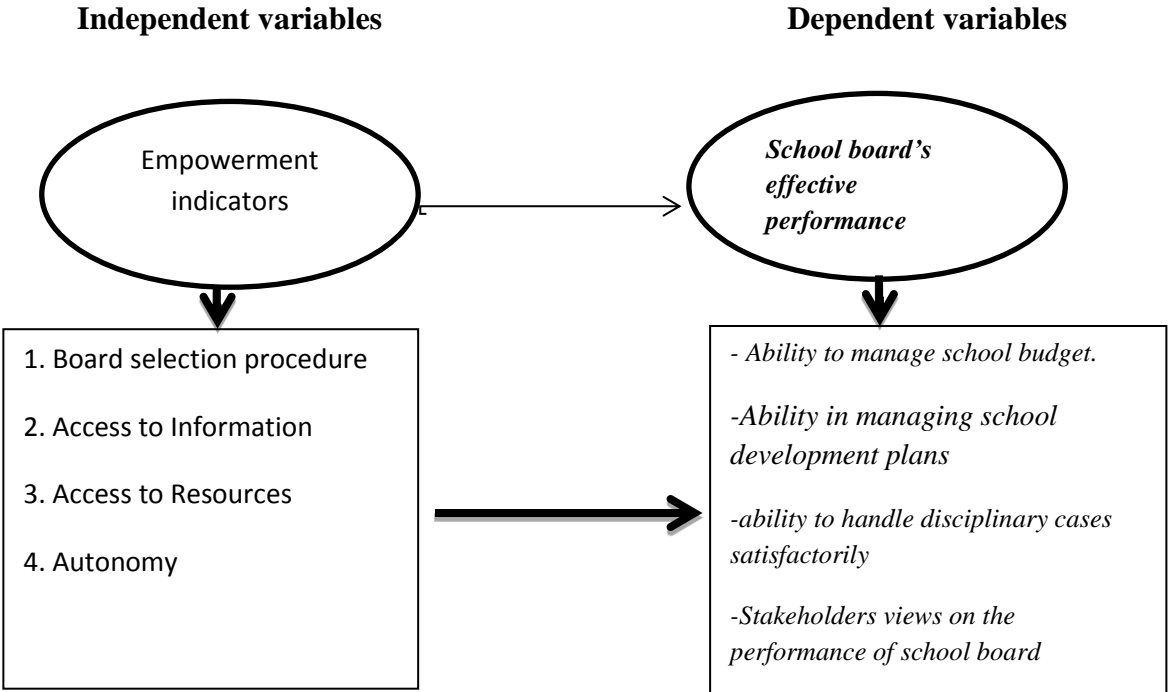 Independent variables
Dependent variables
Empowerment
indicators
School board's
effective
performance
1. Board selection procedure
2. Access to Information
3. Access to Resources
4. Autonomy
- Ability to manage school budget.
-Ability in managing school
development plans
-ability to handle disciplinary cases
satisfactorily
-Stakeholders views on the
performance of school board